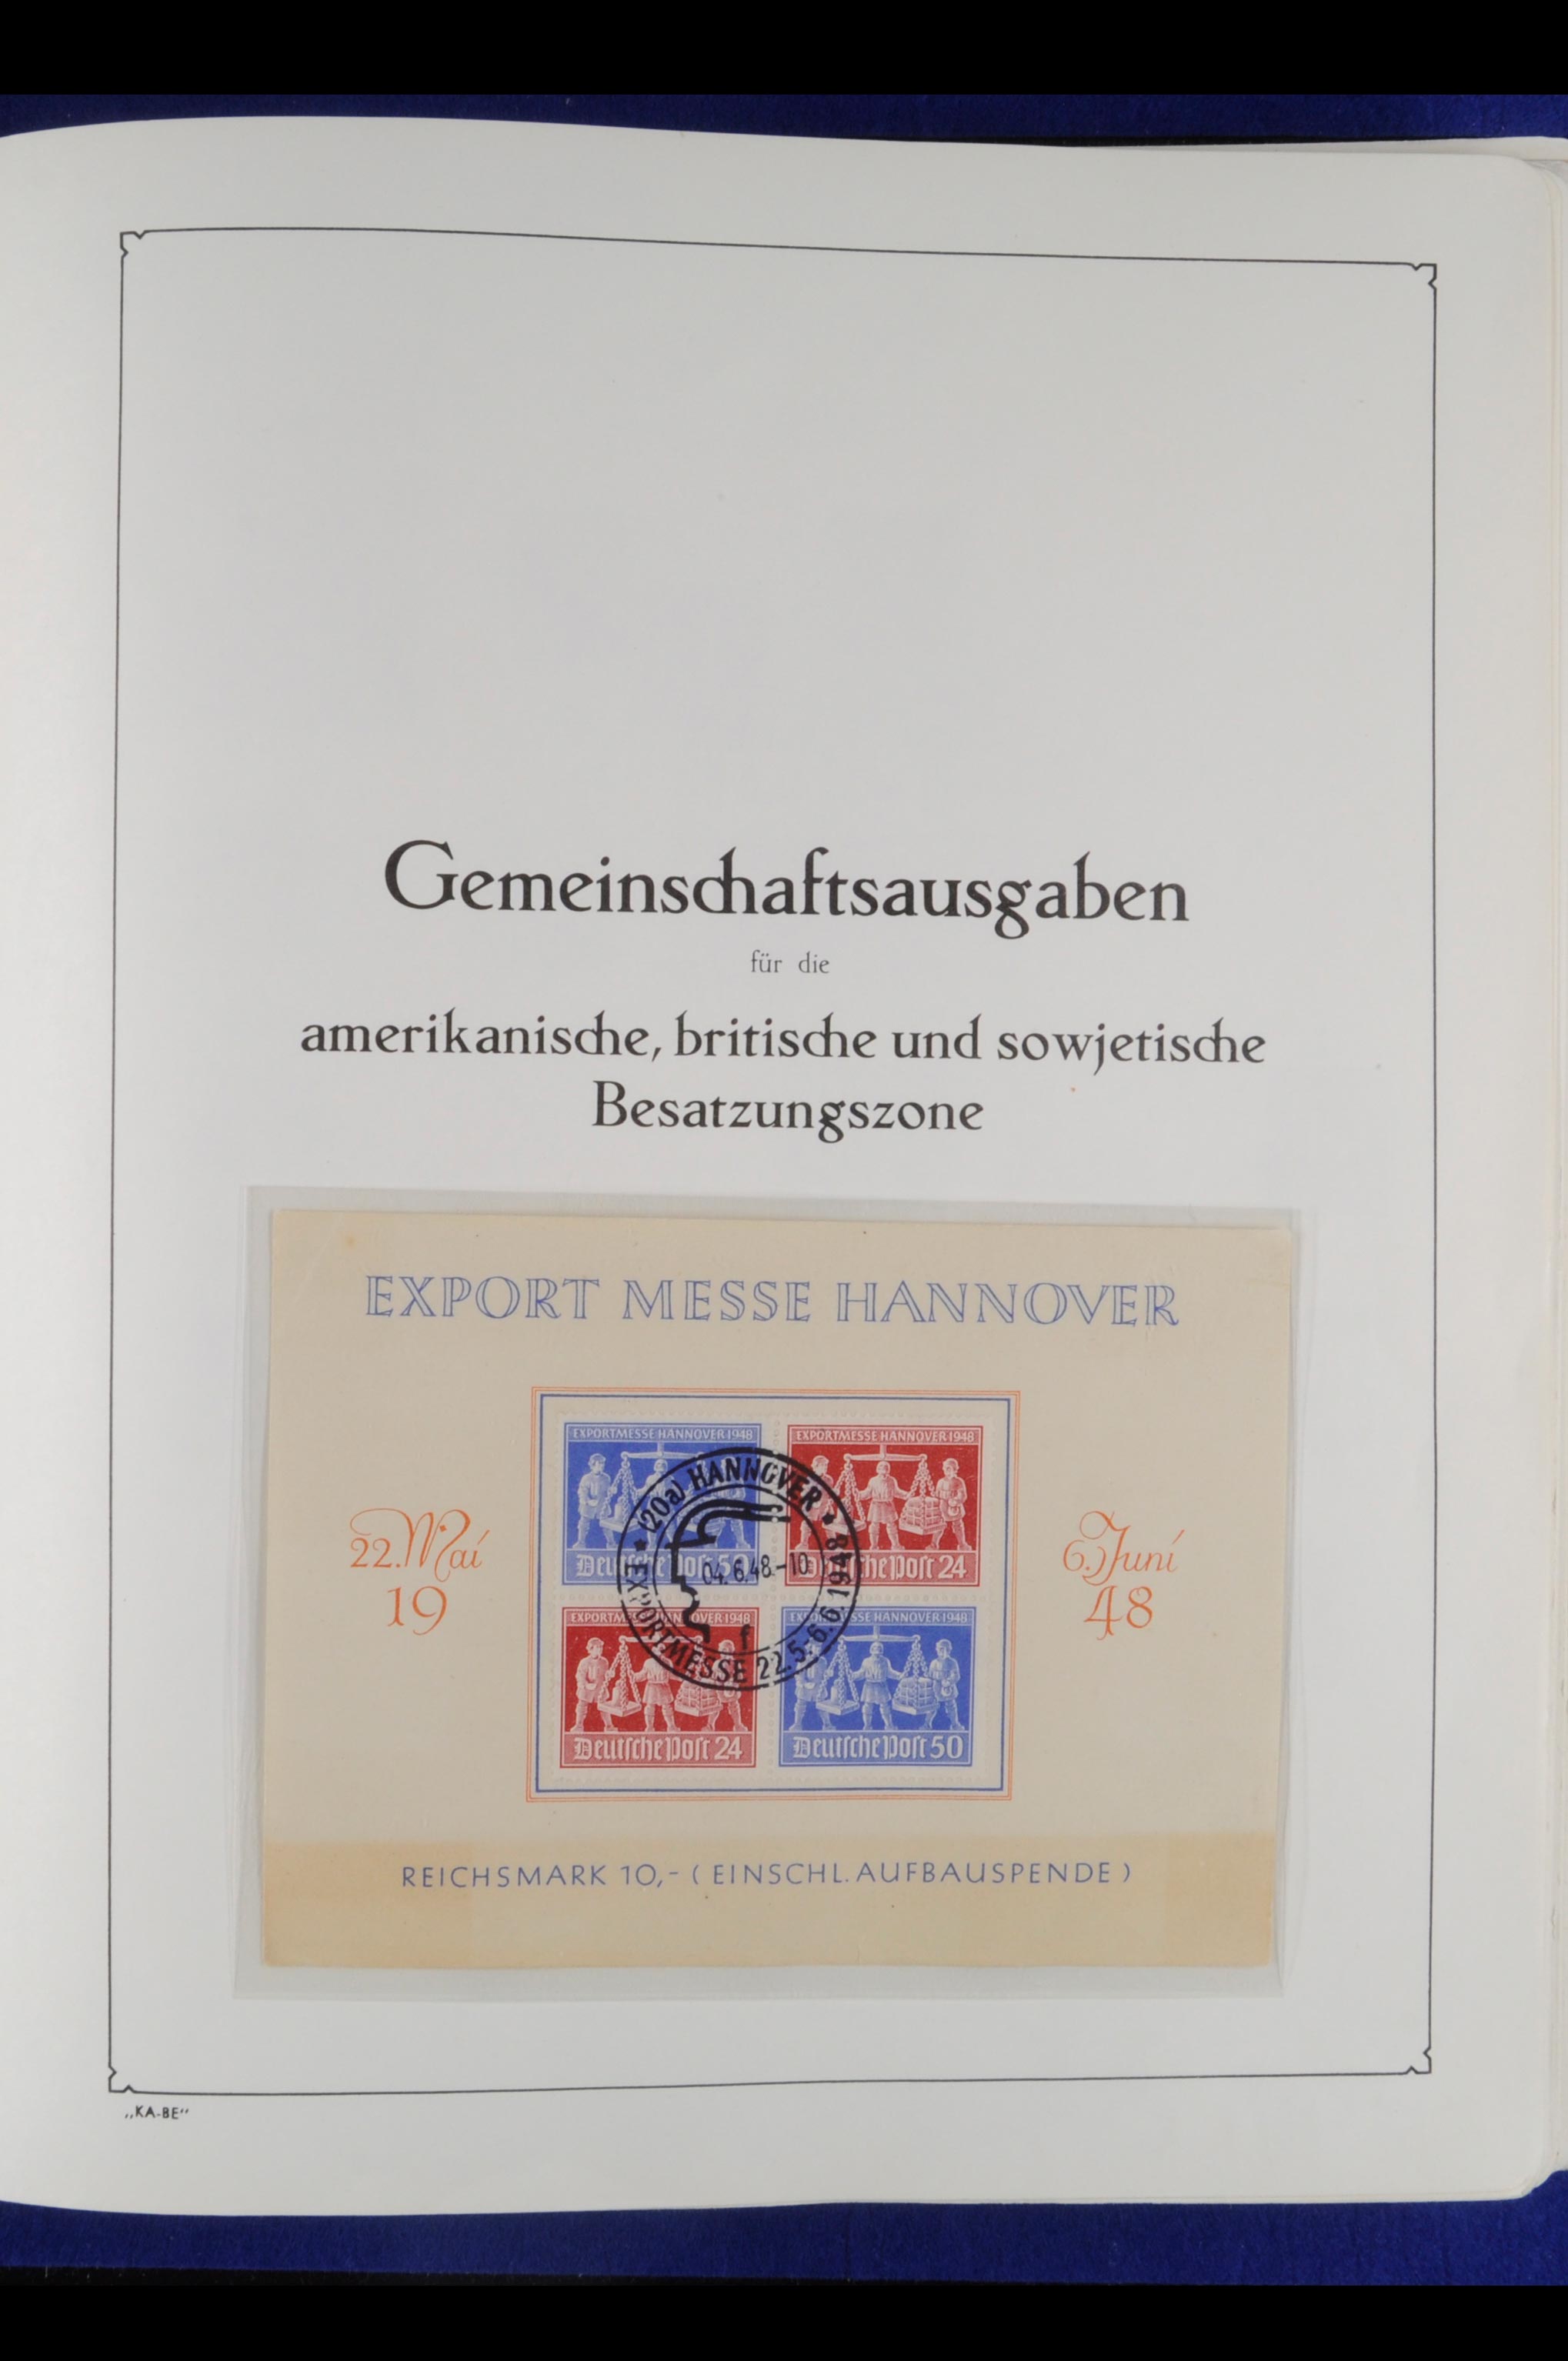 Gemeinschaftsausgaben
für die
amerikanische, britische und sowjetische
Besatzungszone
EXPORT MESSE HANNOVER
22. Mai
19
6. Juni
48
EXPORTMESSE HANNOVER 1948
Deutsche Post 50
EXPORTMESSE HANNOVER 1948
Deutsche Post 24
(20a) HANNOVER
04.6.48.-10
f
EXPORTMESSE 22.5.-6.6.1948
EXPORTMESSE HANNOVER 1948
Deutsche Post 24
EXPORTMESSE HANNOVER 1948
Deutsche Post 50
REICHSMARK 10,- ( EINSCHL. AUFBAUSPENDE )
„KA-BE“